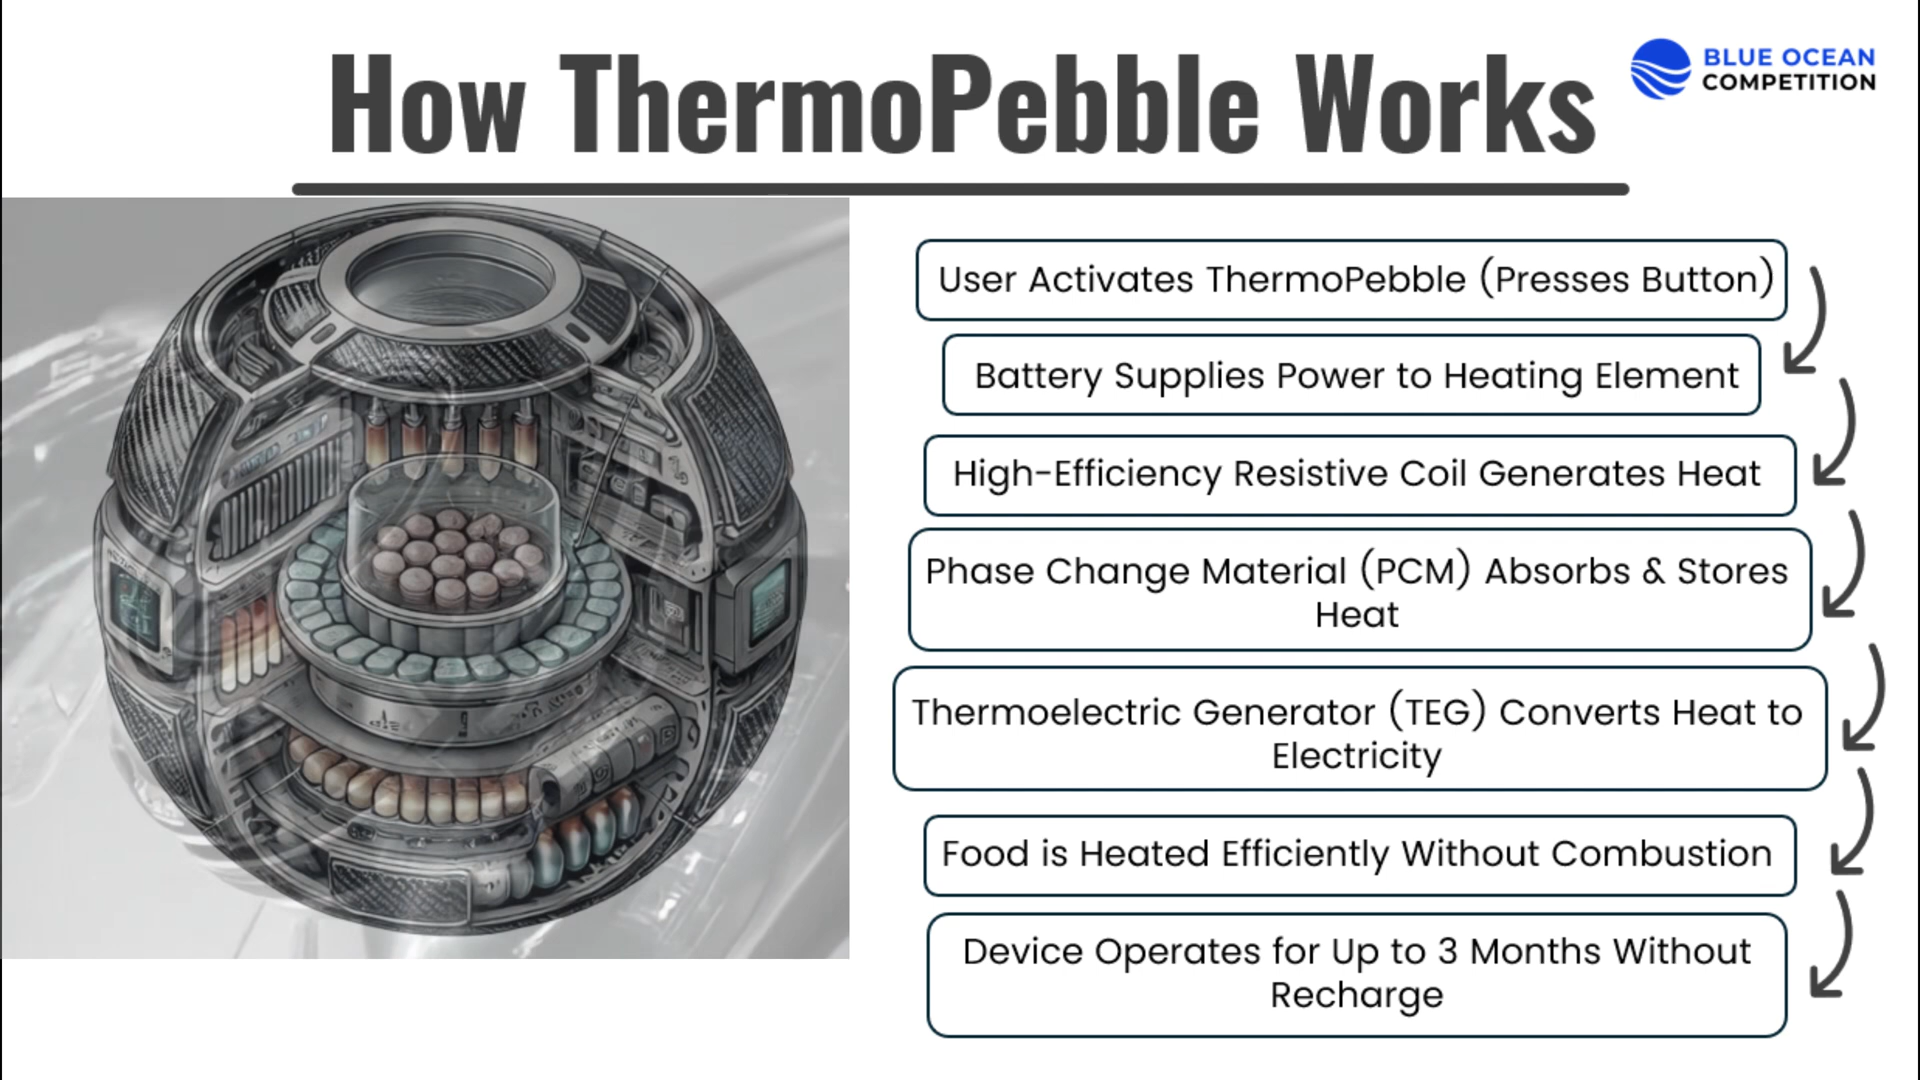 How ThermoPebble Works
BLUE OCEAN
COMPETITION
User Activates ThermoPebble (Presses Button)
Battery Supplies Power to Heating Element
High-Efficiency Resistive Coil Generates Heat
Phase Change Material (PCM) Absorbs & Stores
Heat
Thermoelectric Generator (TEG) Converts Heat to
Electricity
Food is Heated Efficiently Without Combustion
Device Operates for Up to 3 Months Without
Recharge